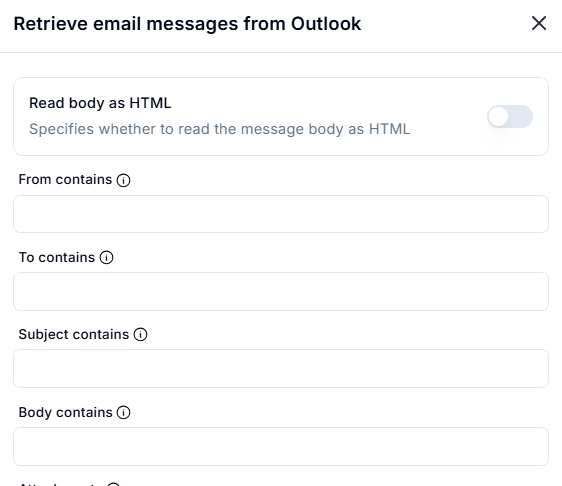 Retrieve email messages from Outlook
Read body as HTML
Specifies whether to read the message body as HTML
From contains
To contains
Subject contains
Body contains